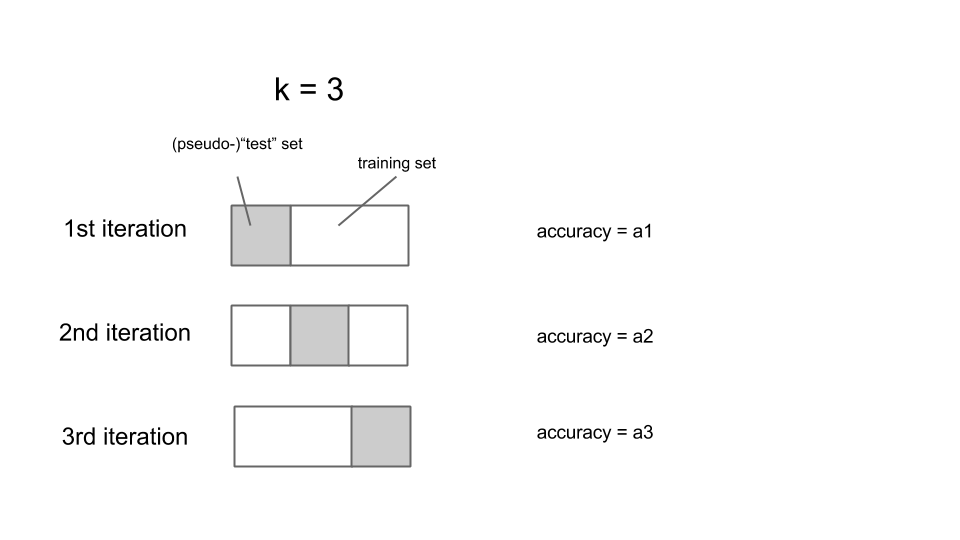 k = 3
(pseudo-)“test” set
training set
1st iteration
accuracy = a1
2nd iteration
accuracy = a2
3rd iteration
accuracy = a3